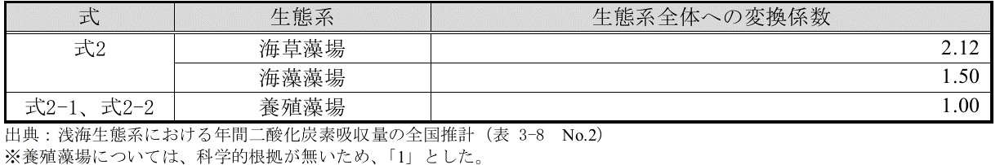 式 生態系 生態系全体への変換係数
式2 海草藻場 2.12
海藻藻場 1.50
式2-1、式2-2 養殖藻場 1.00
出典：浅海生態系における年間二酸化炭素吸収量の全国推計（表 3-8 No.2）
※養殖藻場については、科学的根拠が無いため、「1」とした。